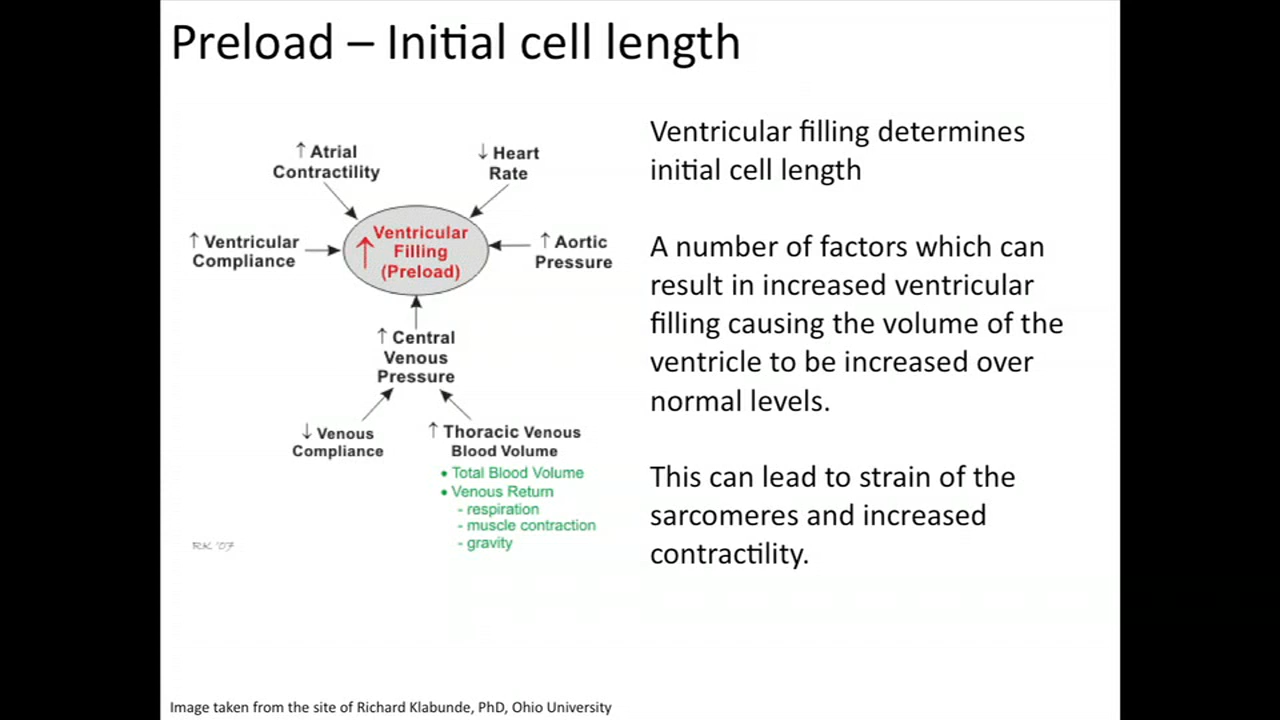 Preload – Initial cell length
↑ Atrial
Contractility
↓ Heart
Rate
↑ Ventricular
Compliance
↑ Ventricular
Filling
(Preload)
↑ Aortic
Pressure
↑ Central
Venous
Pressure
↓ Venous
Compliance
↑ Thoracic Venous
Blood Volume
• Total Blood Volume
• Venous Return
- respiration
- muscle contraction
- gravity
RK '07
Ventricular filling determines
initial cell length
A number of factors which can
result in increased ventricular
filling causing the volume of the
ventricle to be increased over
normal levels.
This can lead to strain of the
sarcomeres and increased
contractility.
Image taken from the site of Richard Klabunde, PhD, Ohio University